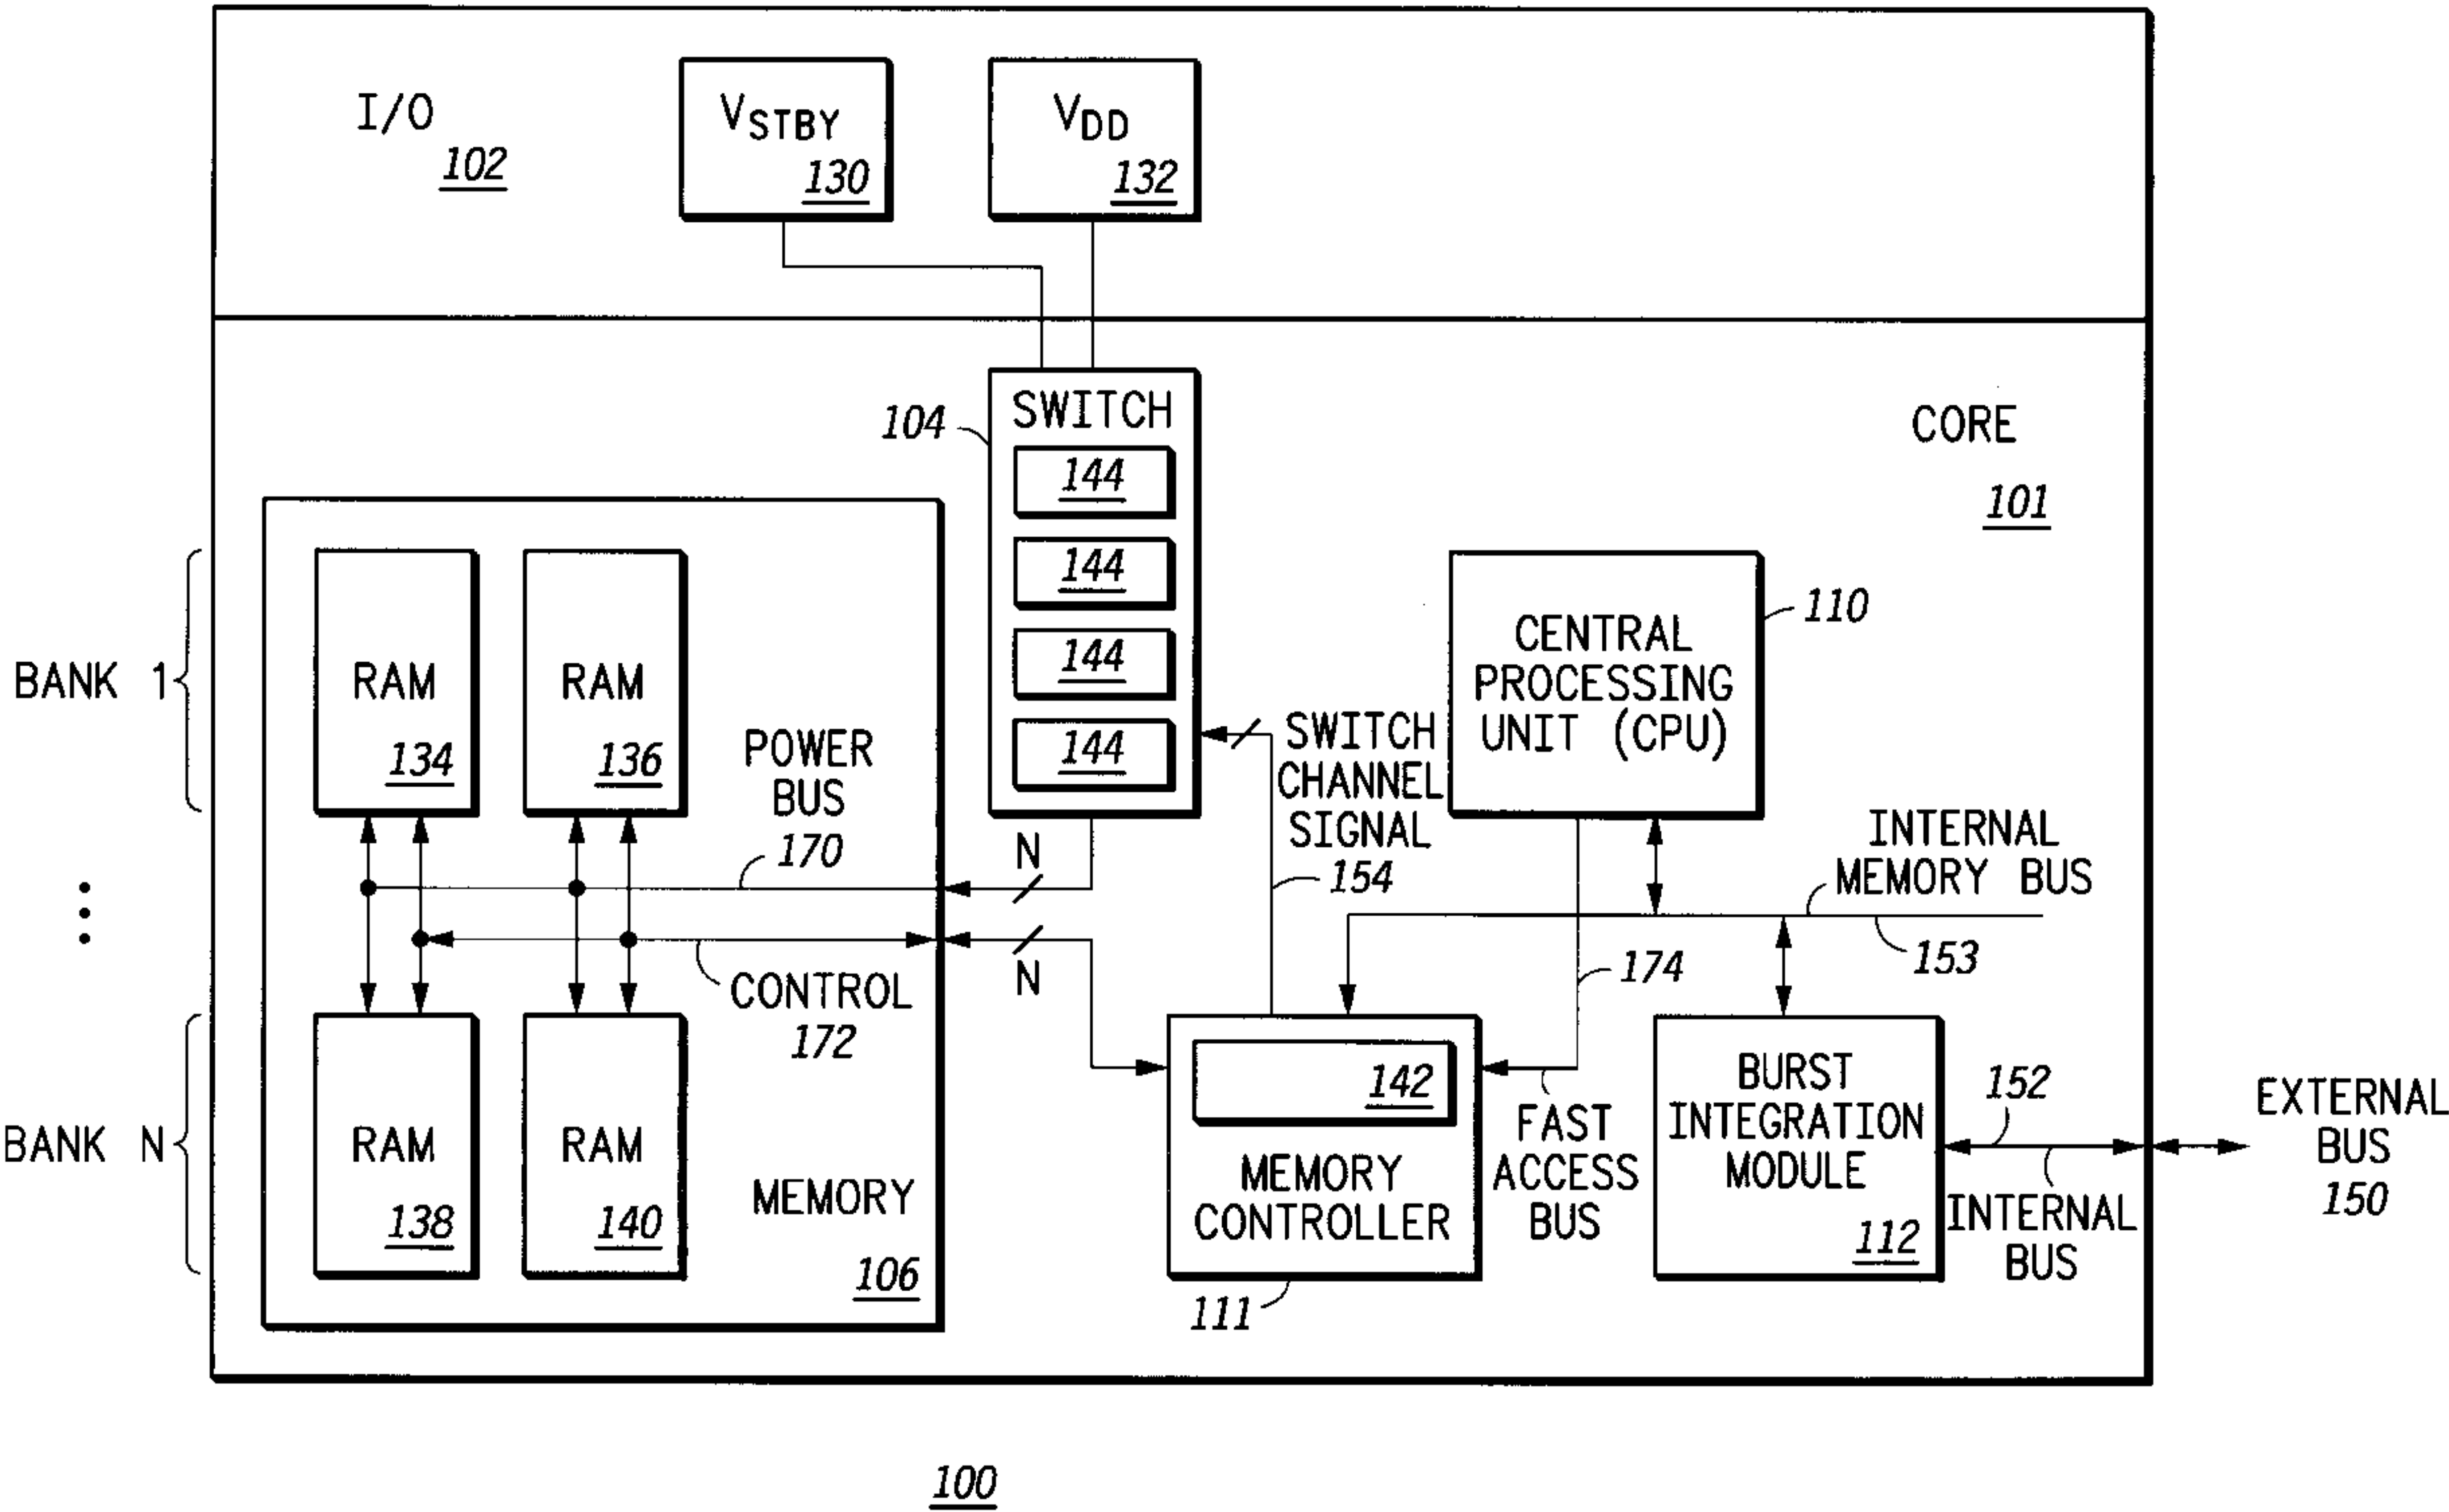 I/O
102
VSTBY
130
VDD
132
104
SWITCH
144
144
144
144
CORE
101
BANK 1
RAM
134
RAM
136
POWER
BUS
170
N
SWITCH
CHANNEL
SIGNAL
154
CENTRAL
PROCESSING
UNIT (CPU)
110
INTERNAL
MEMORY BUS
153
174
CONTROL
172
N
BANK N
RAM
138
RAM
140
MEMORY
106
142
MEMORY
CONTROLLER
111
FAST
ACCESS
BUS
BURST
INTEGRATION
MODULE
112
152
INTERNAL
BUS
EXTERNAL
BUS
150
100